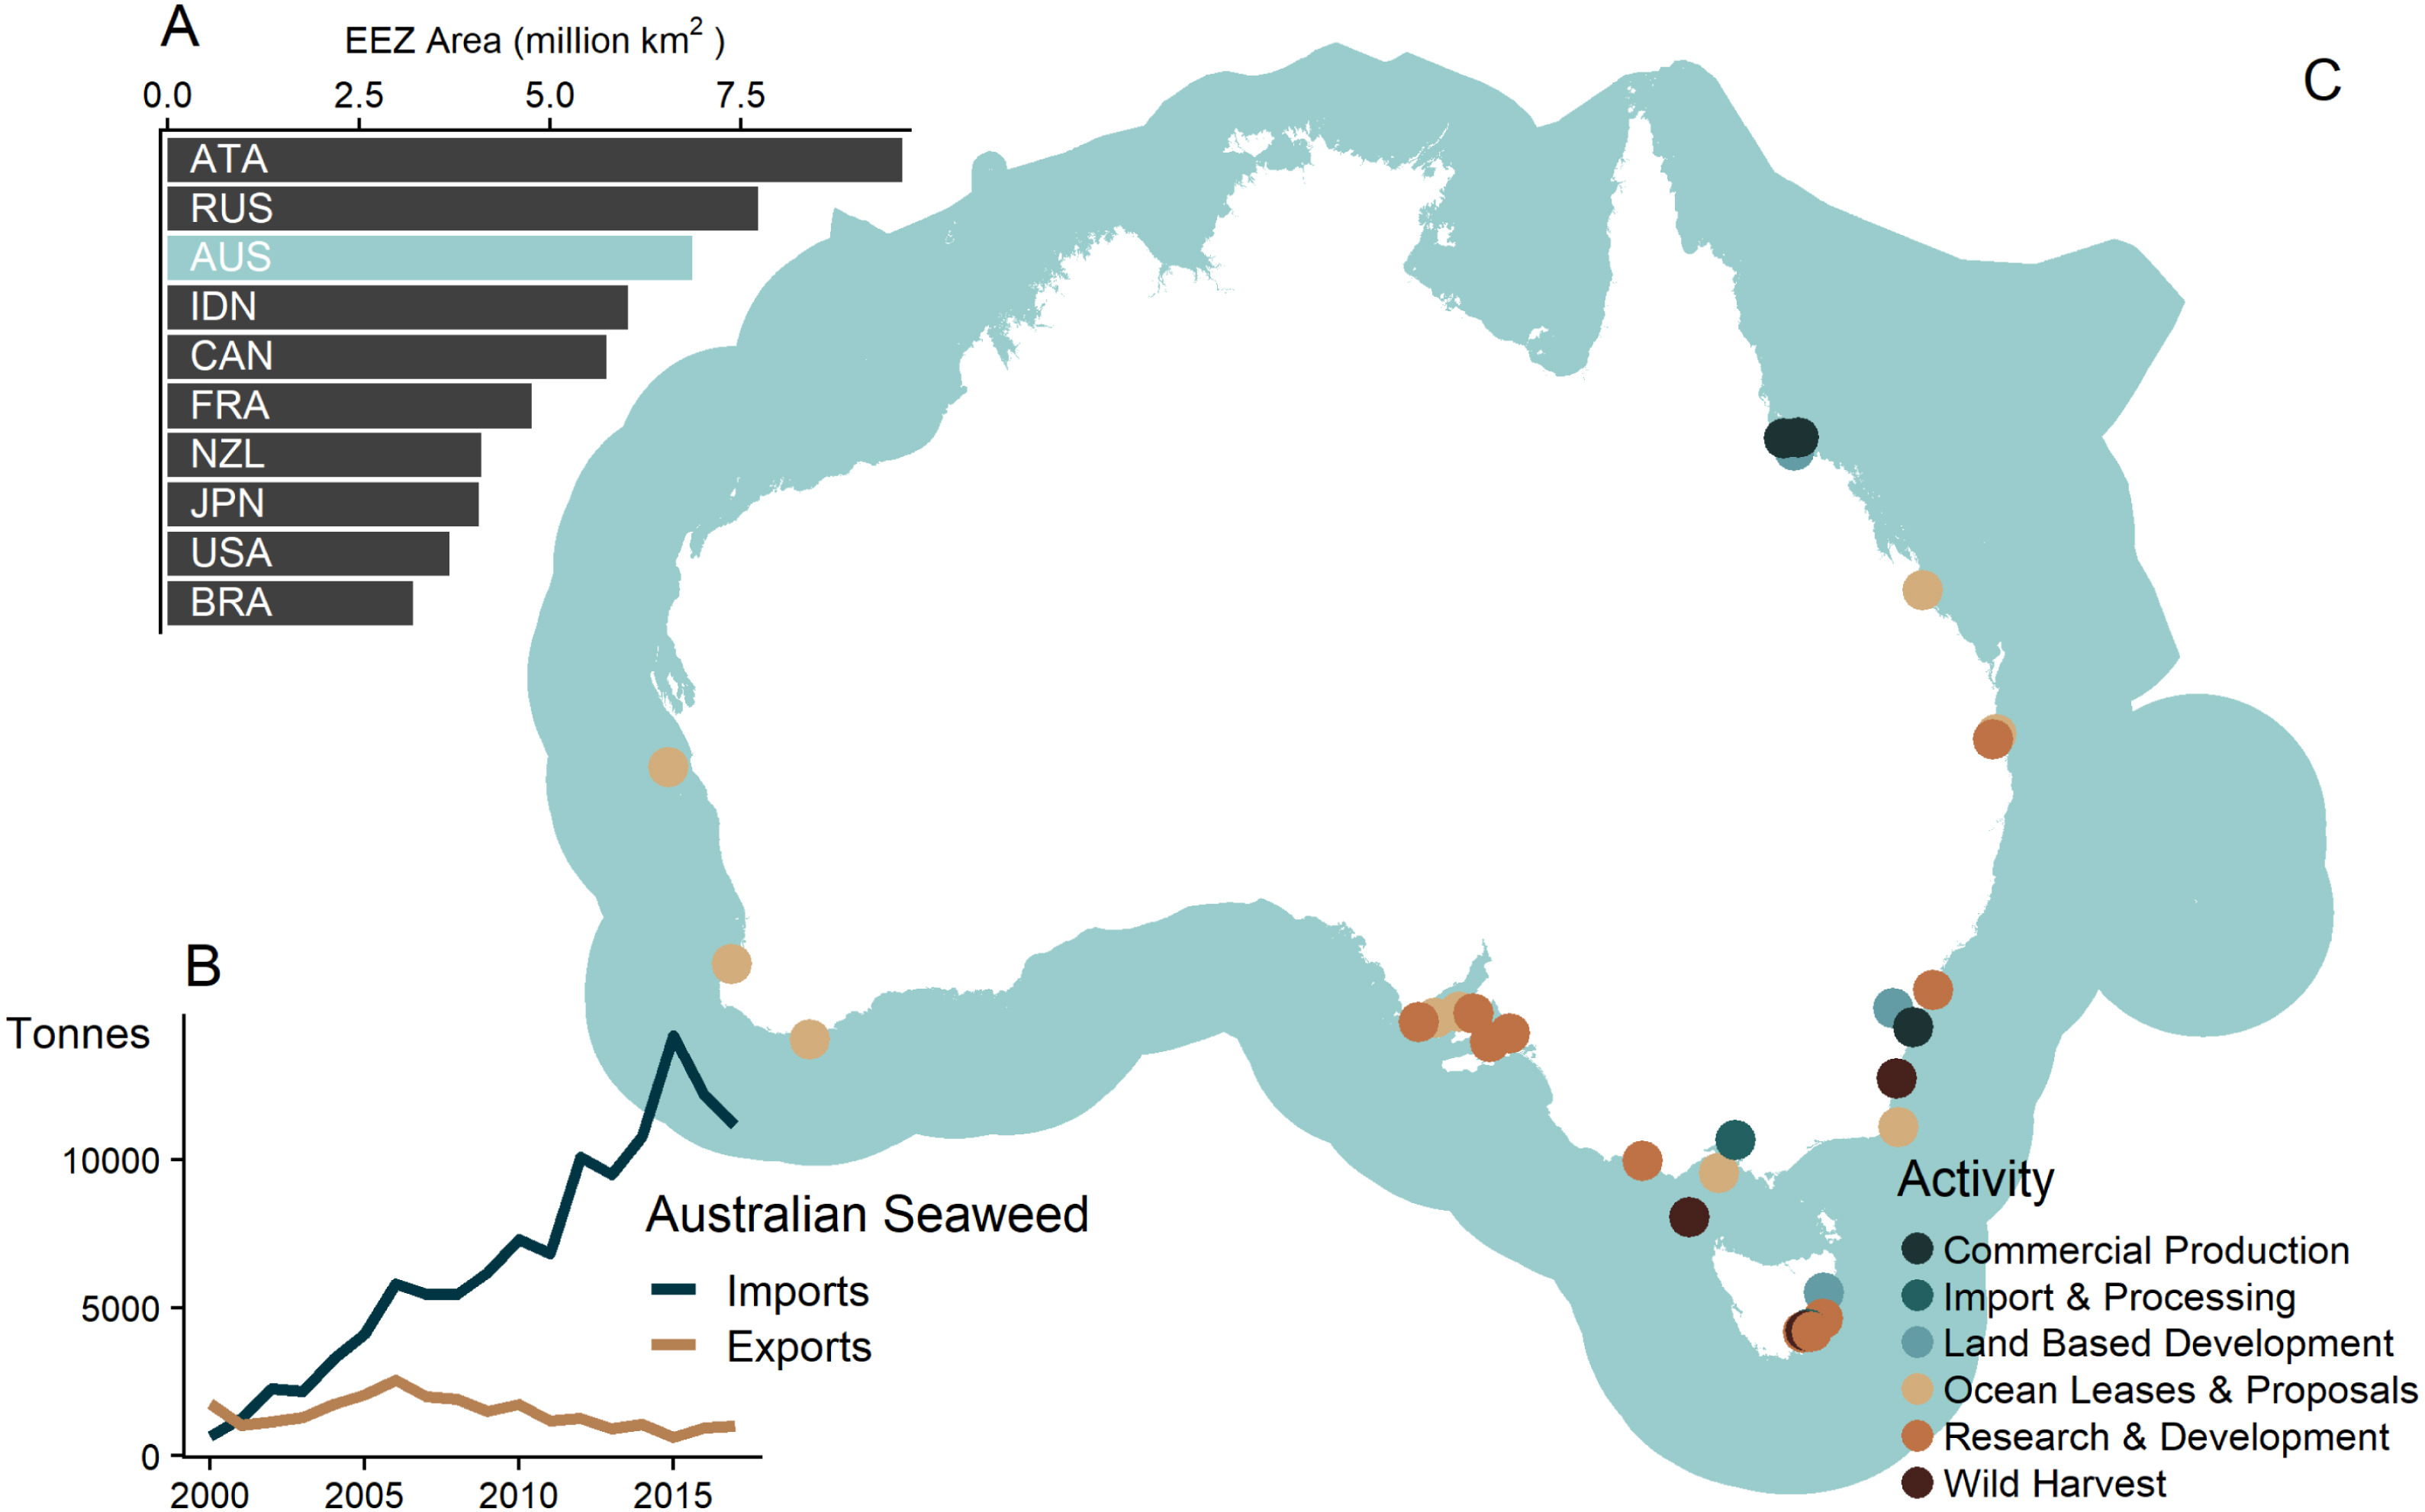 A
EEZ Area (million km² )
0.0 2.5 5.0 7.5
ATA
RUS
AUS
IDN
CAN
FRA
NZL
JPN
USA
BRA
B
Tonnes
10000
5000
0
2000 2005 2010 2015
Australian Seaweed
Imports
Exports
C
Activity
Commercial Production
Import & Processing
Land Based Development
Ocean Leases & Proposals
Research & Development
Wild Harvest